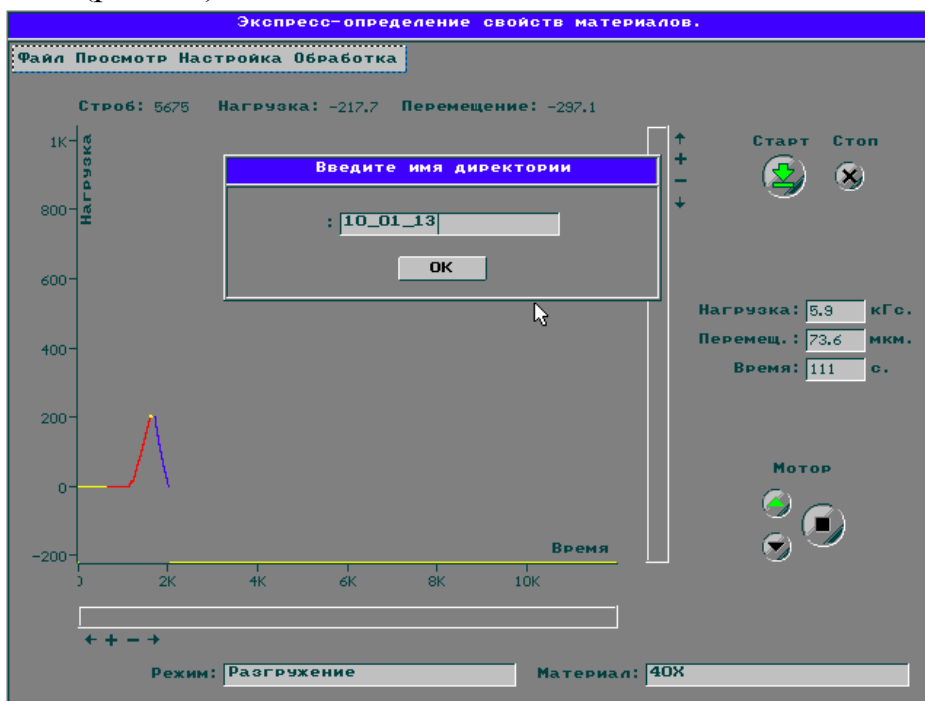 Экспресс-определение свойств материалов.
Файл Просмотр Настройка Обработка
Строб: 5675 Нагрузка: -217.7 Перемещение: -297.1
Нагрузка
1K
800
600
400
200
0
-200
Введите имя директории
: 10_01_13
OK
Время
2K 4K 6K 8K 10K
Старт Стоп
Нагрузка: 5.9 кГс.
Перемещ.: 73.6 мкм.
Время: 111 с.
Мотор
Режим: Разгружение Материал: 40X